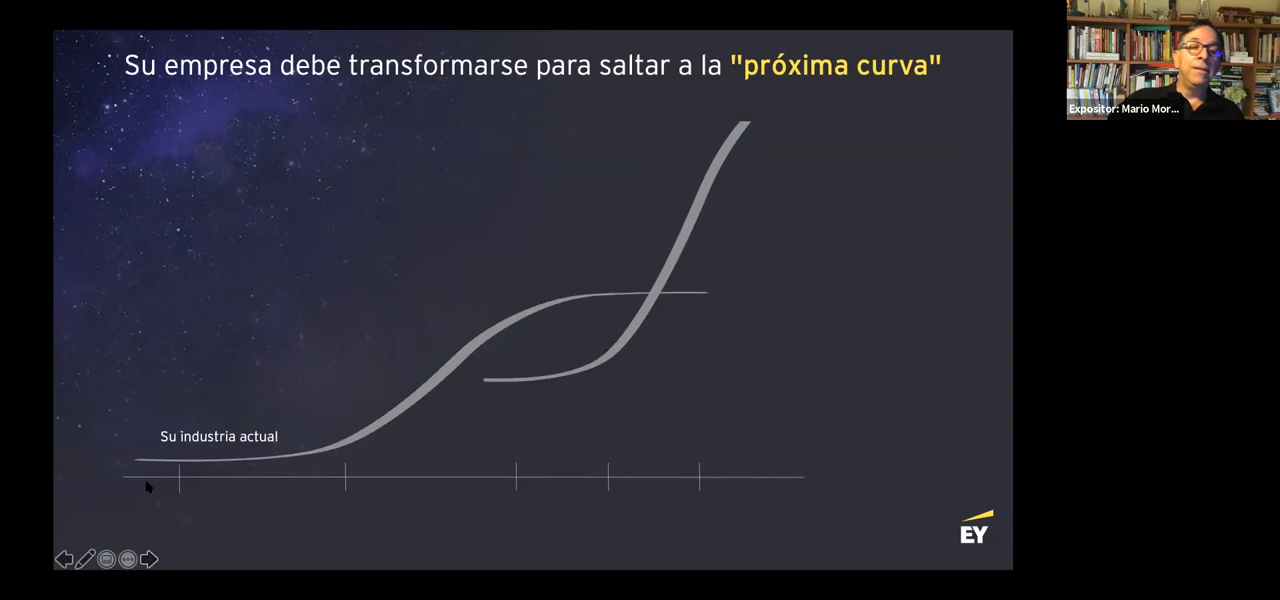 Su empresa debe transformarse para saltar a la "próxima curva"
Expositor: Mario Mor...
Su industria actual
EY